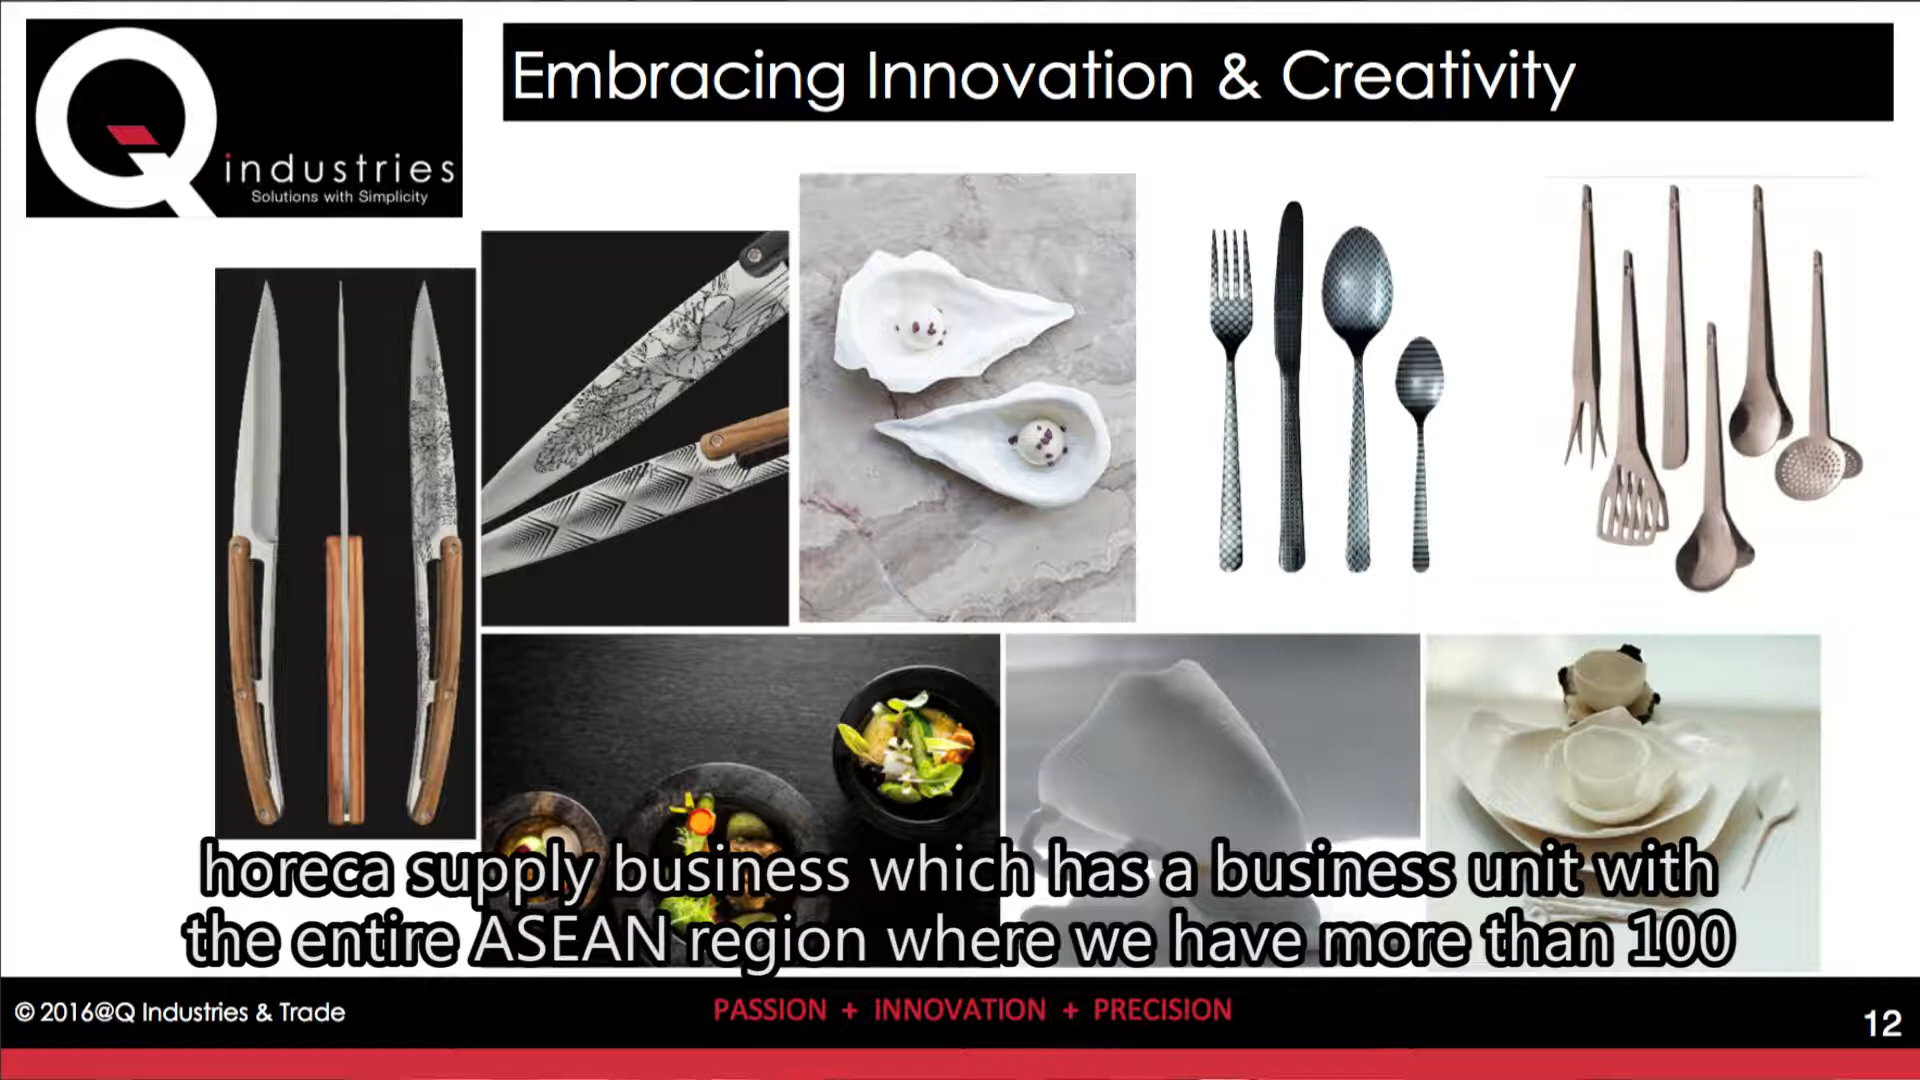 Embracing Innovation & Creativity
Q industries
Solutions with Simplicity
horeca supply business which has a business unit with
the entire ASEAN region where we have more than 100
© 2016@Q Industries & Trade
PASSION + INNOVATION + PRECISION
12